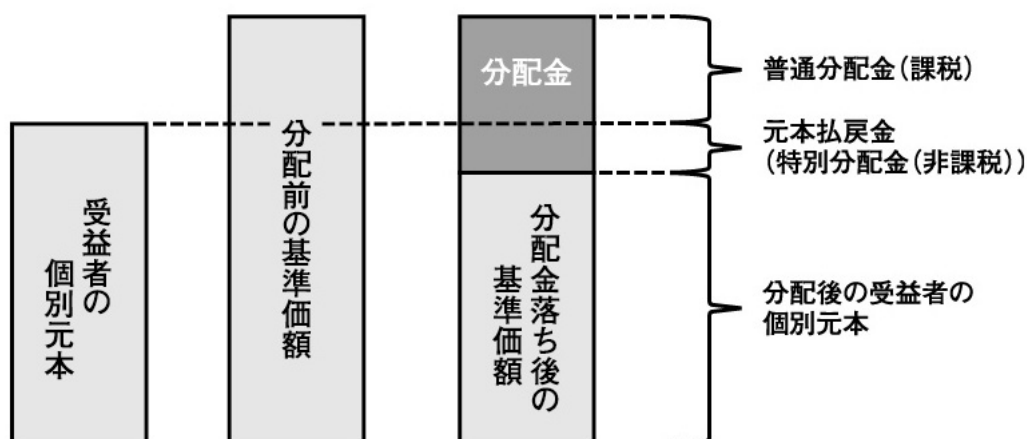 受益者の
個別元本
分配前の基準価額
分配金
分配金落ち後の
基準価額
普通分配金(課税)
元本払戻金
(特別分配金(非課税))
分配後の受益者の
個別元本